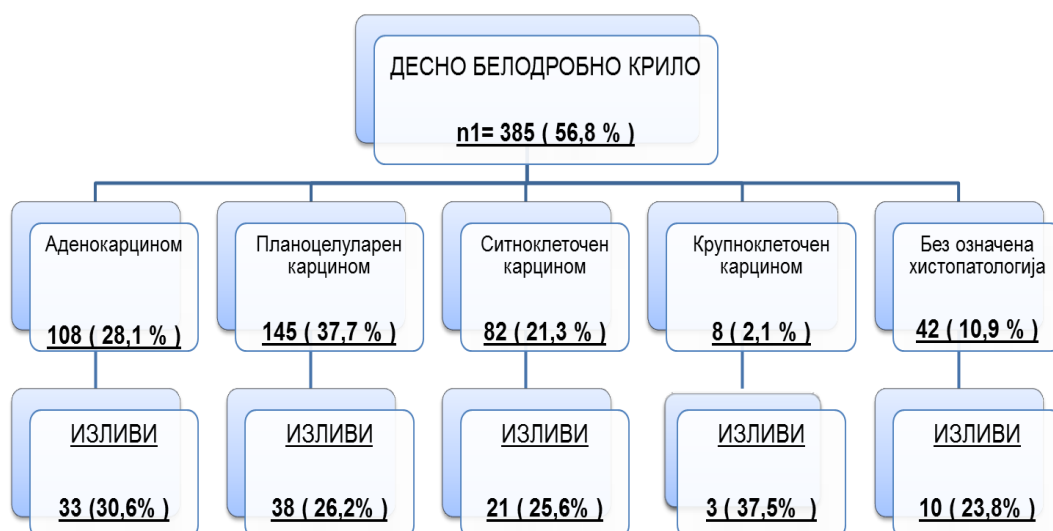 ДЕСНО БЕЛОДРОБНО КРИЛО
n1= 385 ( 56,8 % )
Аденокарцином
108 ( 28,1 % )
Планоцелуларен
карцином
145 ( 37,7 % )
Ситноклеточен
карцином
82 ( 21,3 % )
Крупноклеточен
карцином
8 ( 2,1 % )
Без означена
хистопатологија
42 ( 10,9 % )
ИЗЛИВИ
33 (30,6% )
ИЗЛИВИ
38 ( 26,2% )
ИЗЛИВИ
21 ( 25,6% )
ИЗЛИВИ
3 ( 37,5% )
ИЗЛИВИ
10 ( 23,8% )